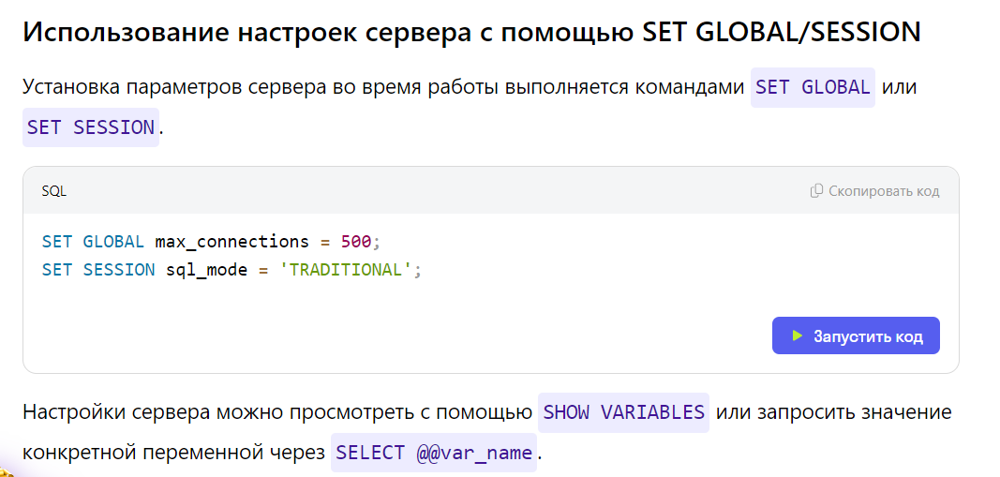 Использование настроек сервера с помощью SET GLOBAL/SESSION
Установка параметров сервера во время работы выполняется командами SET GLOBAL или
SET SESSION.
SQL
Скопировать код
SET GLOBAL max_connections = 500;
SET SESSION sql_mode = 'TRADITIONAL';
Запустить код
Настройки сервера можно просмотреть с помощью SHOW VARIABLES или запросить значение
конкретной переменной через SELECT @@var_name.